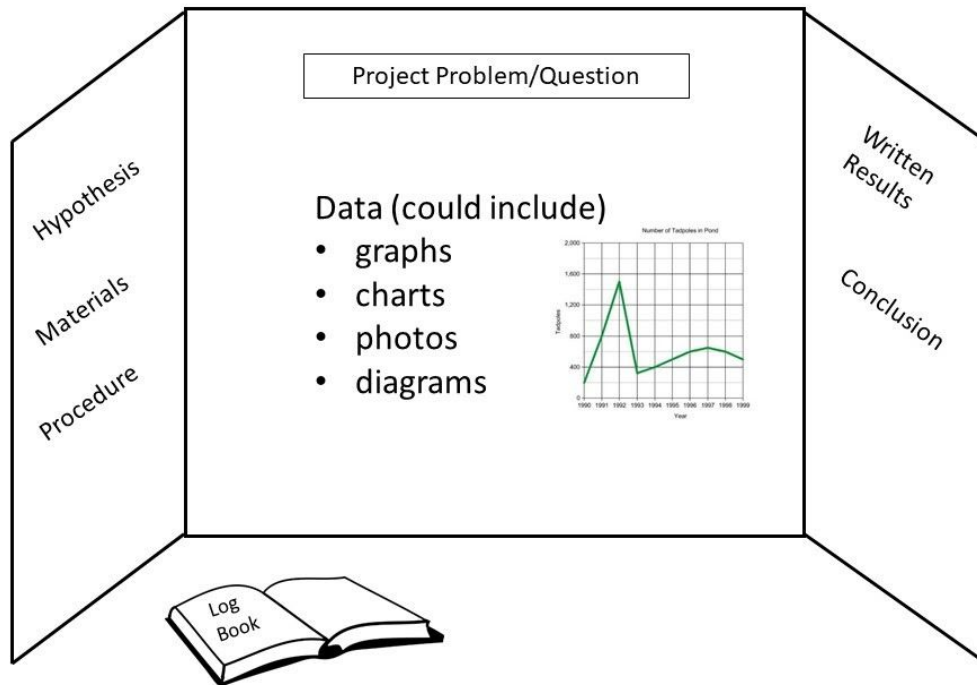 Project Problem/Question
Hypothesis
Materials
Procedure
Data (could include)
• graphs
• charts
• photos
• diagrams
Number of Tadpoles in Pond
2,000
1,600
1,200
800
400
0
Tadpoles
1990 1991 1992 1993 1994 1995 1996 1997 1998 1999
Year
Written
Results
Conclusion
Log
Book